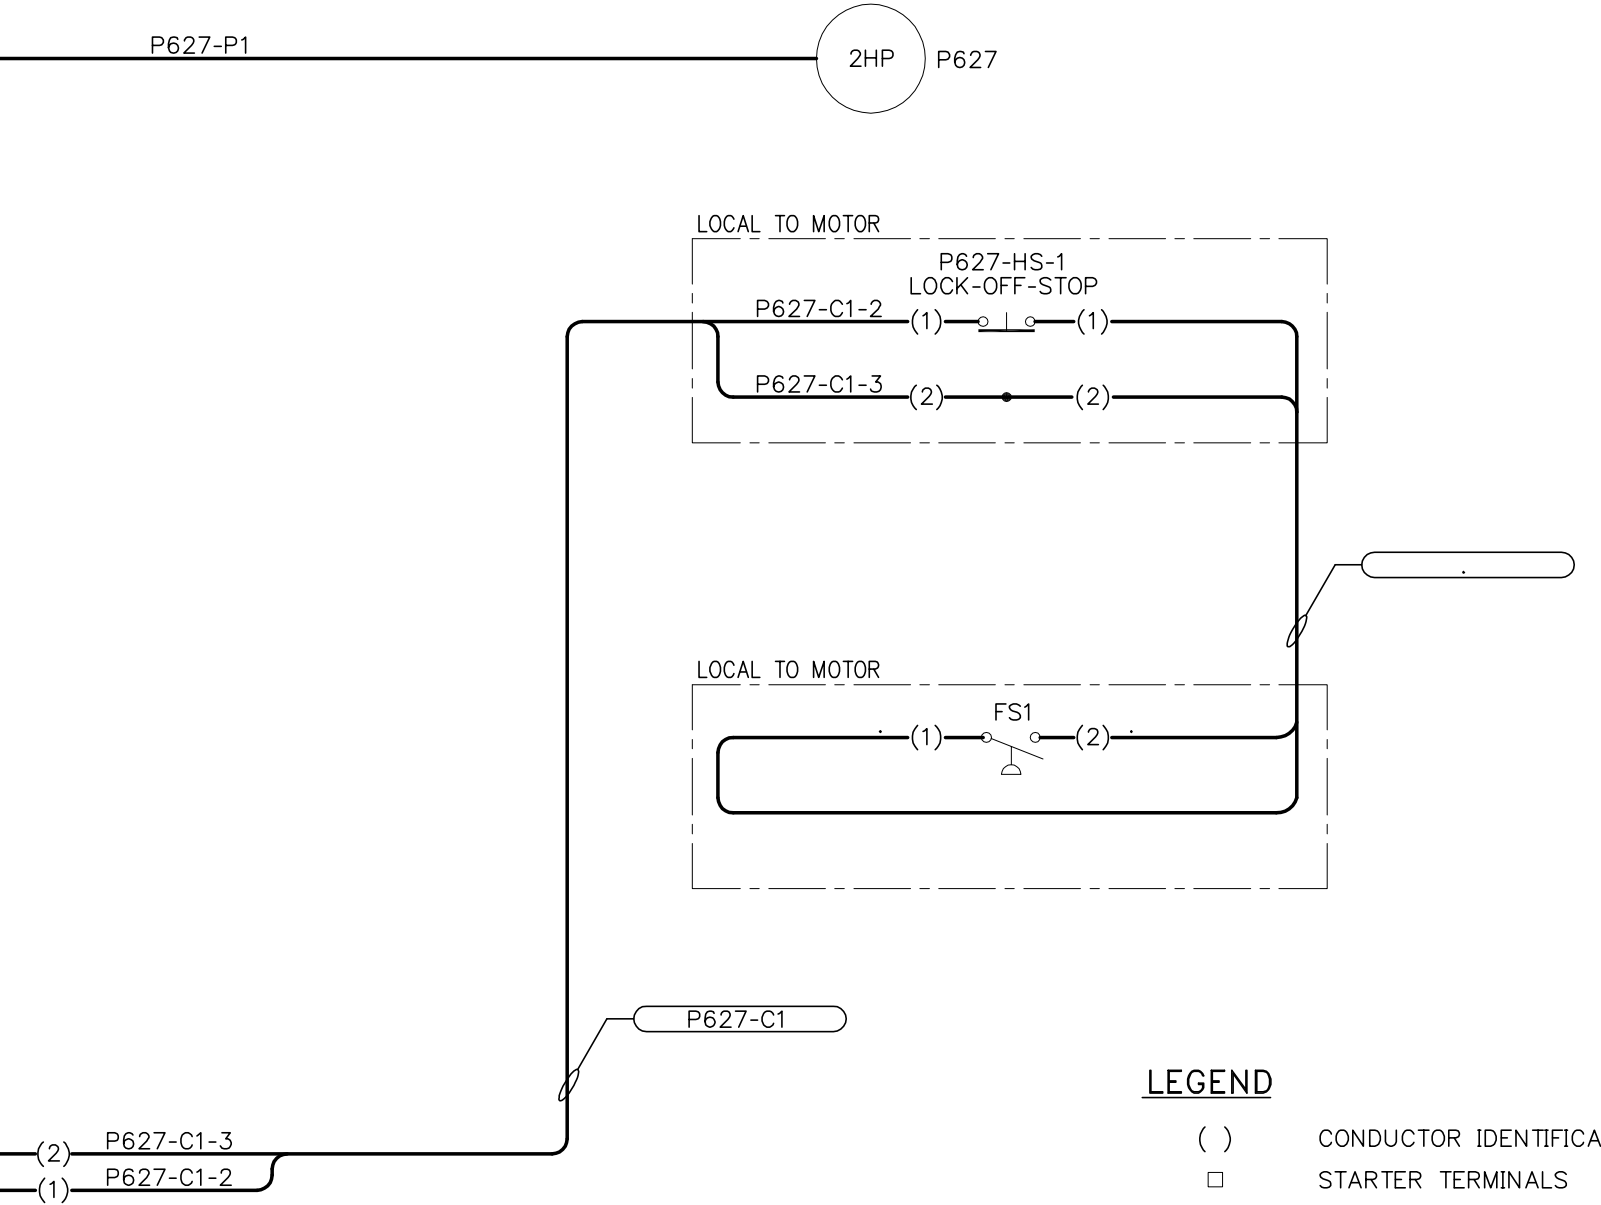 P627-P1
2HP
P627
LOCAL TO MOTOR
P627-HS-1
LOCK-OFF-STOP
P627-C1-2
(1)
(1)
P627-C1-3
(2)
(2)
LOCAL TO MOTOR
FS1
(1)
(2)
P627-C1
LEGEND
( ) CONDUCTOR IDENTIFICA
STARTER TERMINALS
(2)
P627-C1-3
(1)
P627-C1-2